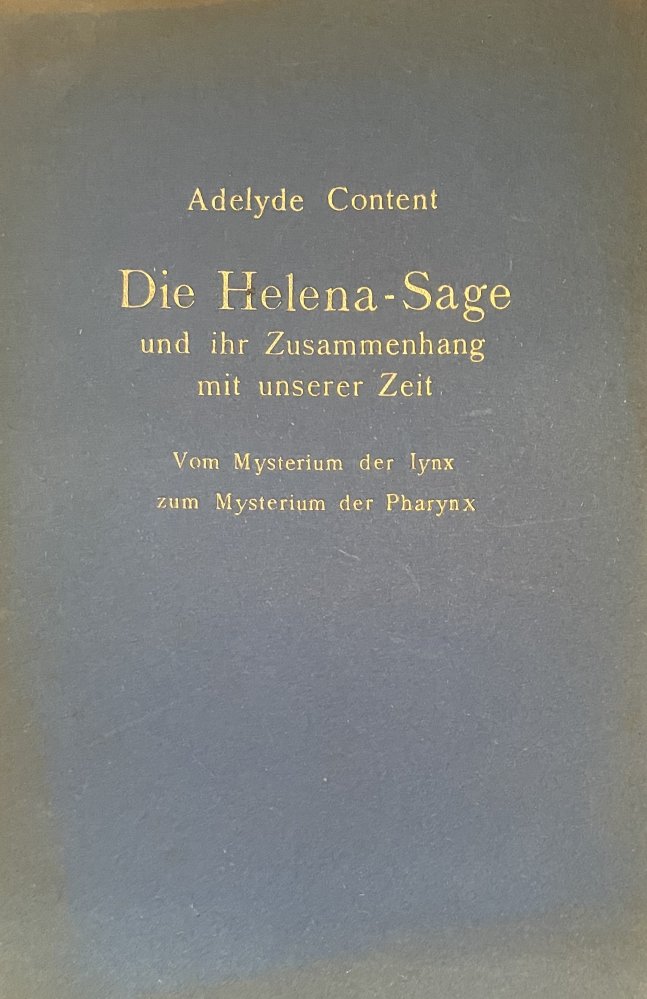 Adelyde Content
Die Helena-Sage
und ihr Zusammenhang
mit unserer Zeit
Vom Mysterium der Iynx
zum Mysterium der Pharynx